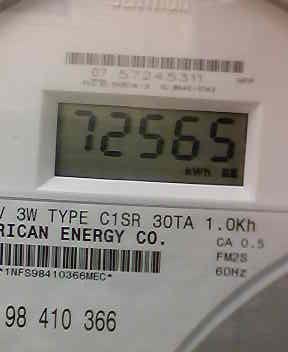 07 57245311
72565
kWh
V 3W TYPE C1SR 30TA 1.0Kh
RICAN ENERGY CO.
CA 0.5
FM2S
60Hz
*1NFS98410366MEC*
98 410 366